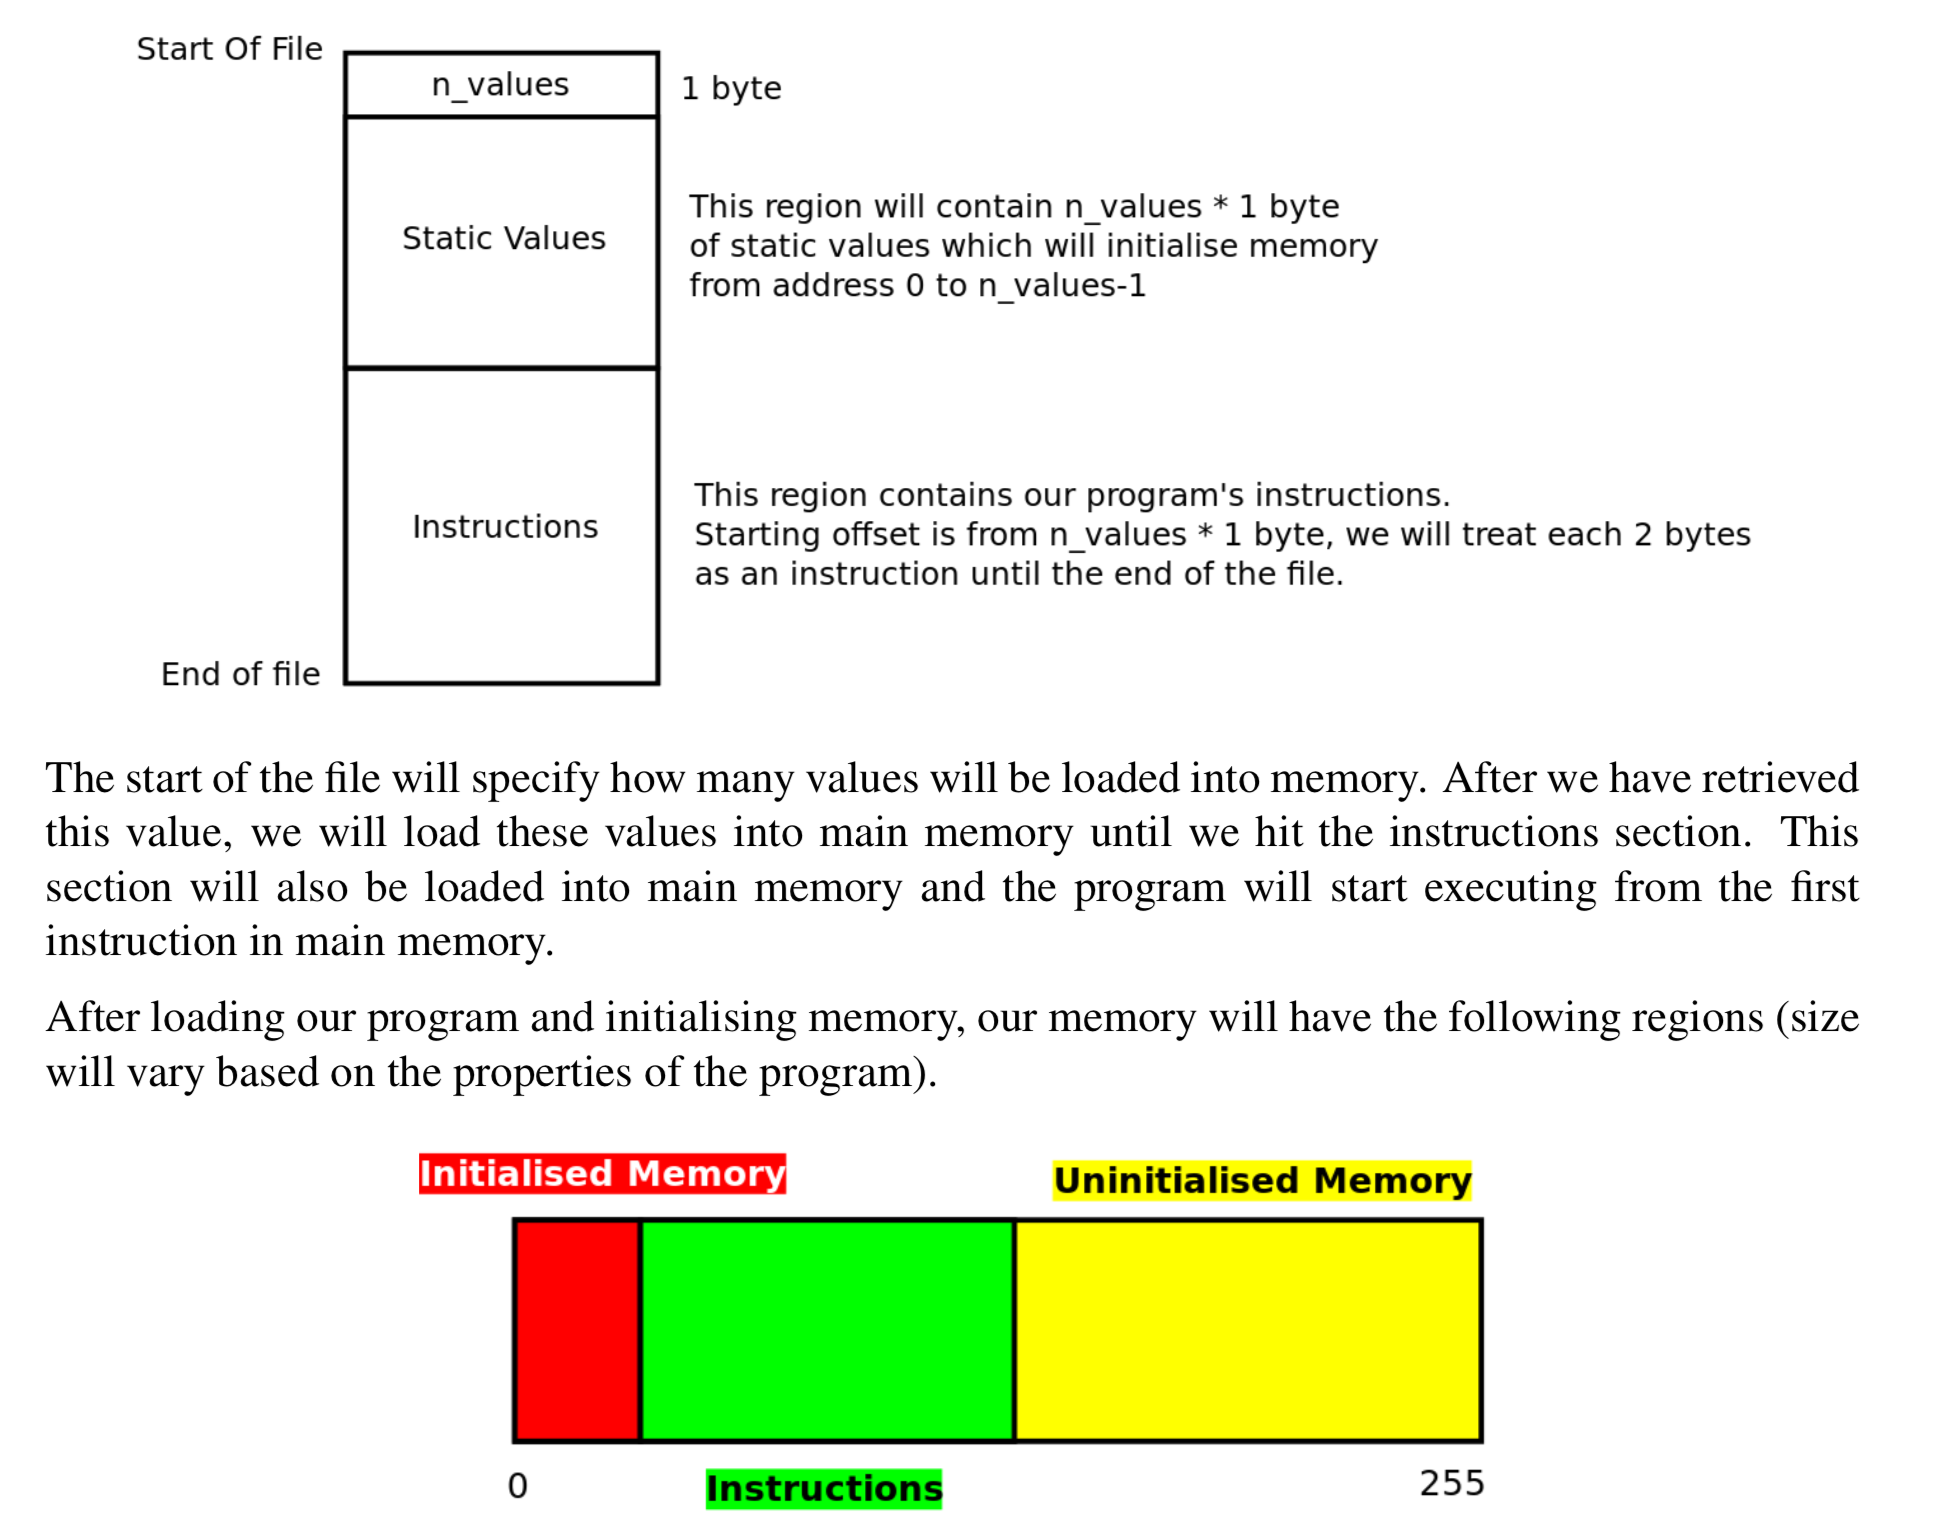 Start Of File
n_values
1 byte
Static Values
This region will contain n_values * 1 byte
of static values which will initialise memory
from address 0 to n_values-1
Instructions
This region contains our program's instructions.
Starting offset is from n_values * 1 byte, we will treat each 2 bytes
as an instruction until the end of the file.
End of file
The start of the file will specify how many values will be loaded into memory. After we have retrieved
this value, we will load these values into main memory until we hit the instructions section. This
section will also be loaded into main memory and the program will start executing from the first
instruction in main memory.
After loading our program and initialising memory, our memory will have the following regions (size
will vary based on the properties of the program).
Initialised Memory
Uninitialised Memory
0
Instructions
255